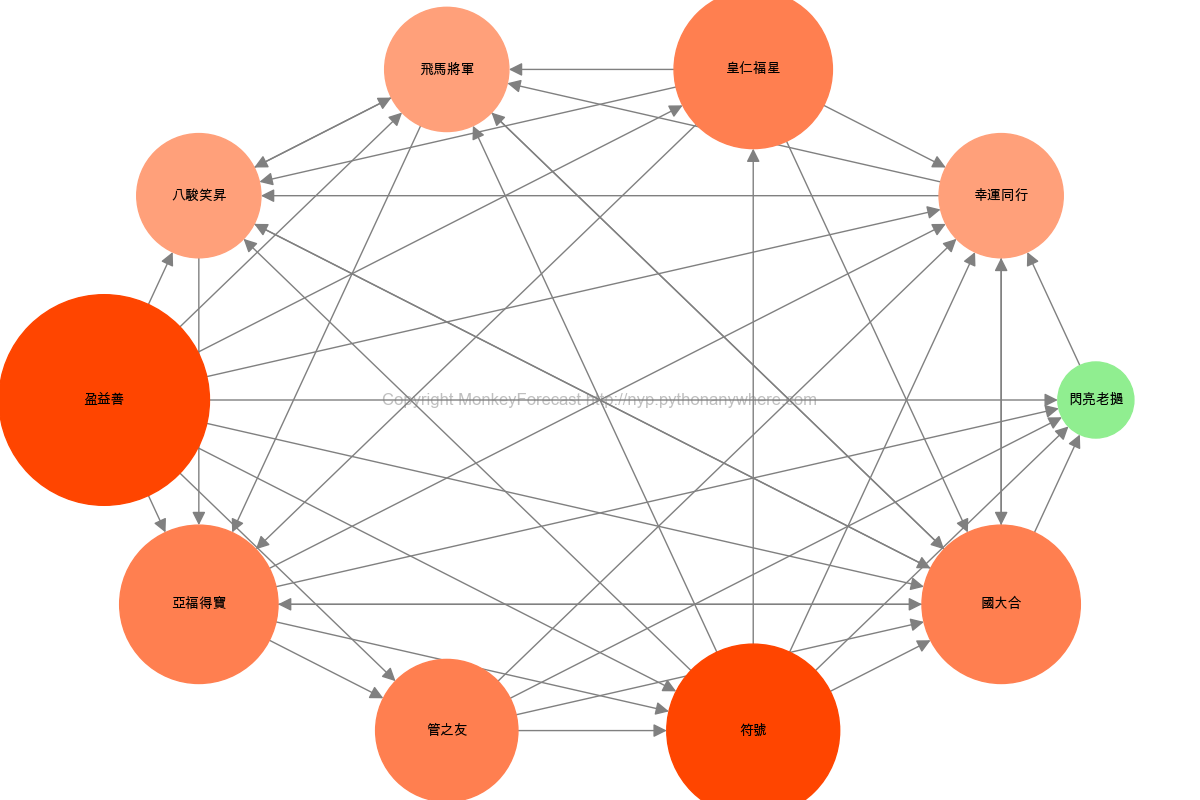 飛馬將軍
皇仁福星
八駿笑昇
幸運同行
盈益善
Copyright MonkeyForecast http://nyp.pythonanywhere.com
閃亮老撾
亞福得寶
國大合
管之友
符號